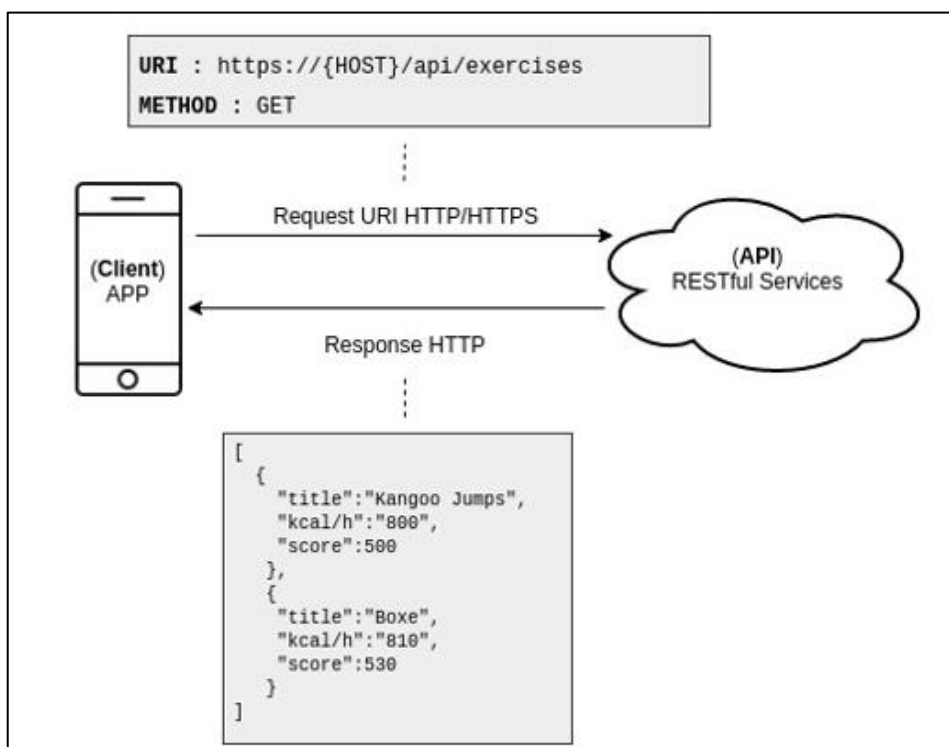 URI : https://{HOST}/api/exercises
METHOD : GET
Request URI HTTP/HTTPS
(Client)
APP
(API)
RESTful Services
Response HTTP
[
{
"title":"Kangoo Jumps",
"kcal/h":"800",
"score":500
},
{
"title":"Boxe",
"kcal/h":"810",
"score":530
}
]